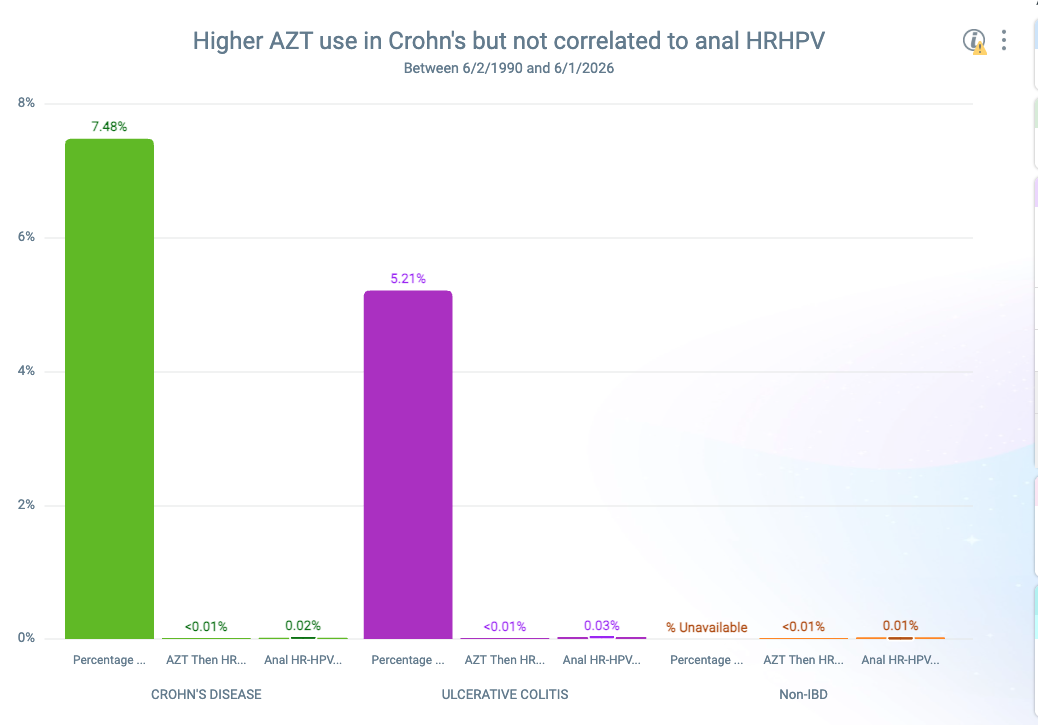 Higher AZT use in Crohn's but not correlated to anal HRHPV
Between 6/2/1990 and 6/1/2026
8%
7.48%
6%
5.21%
4%
2%
0%
<0.01%
0.02%
<0.01%
0.03%
% Unavailable
<0.01%
0.01%
Percentage ...
AZT Then HR...
Anal HR-HPV...
Percentage ...
AZT Then HR...
Anal HR-HPV...
Percentage ...
AZT Then HR...
Anal HR-HPV...
CROHN'S DISEASE
ULCERATIVE COLITIS
Non-IBD